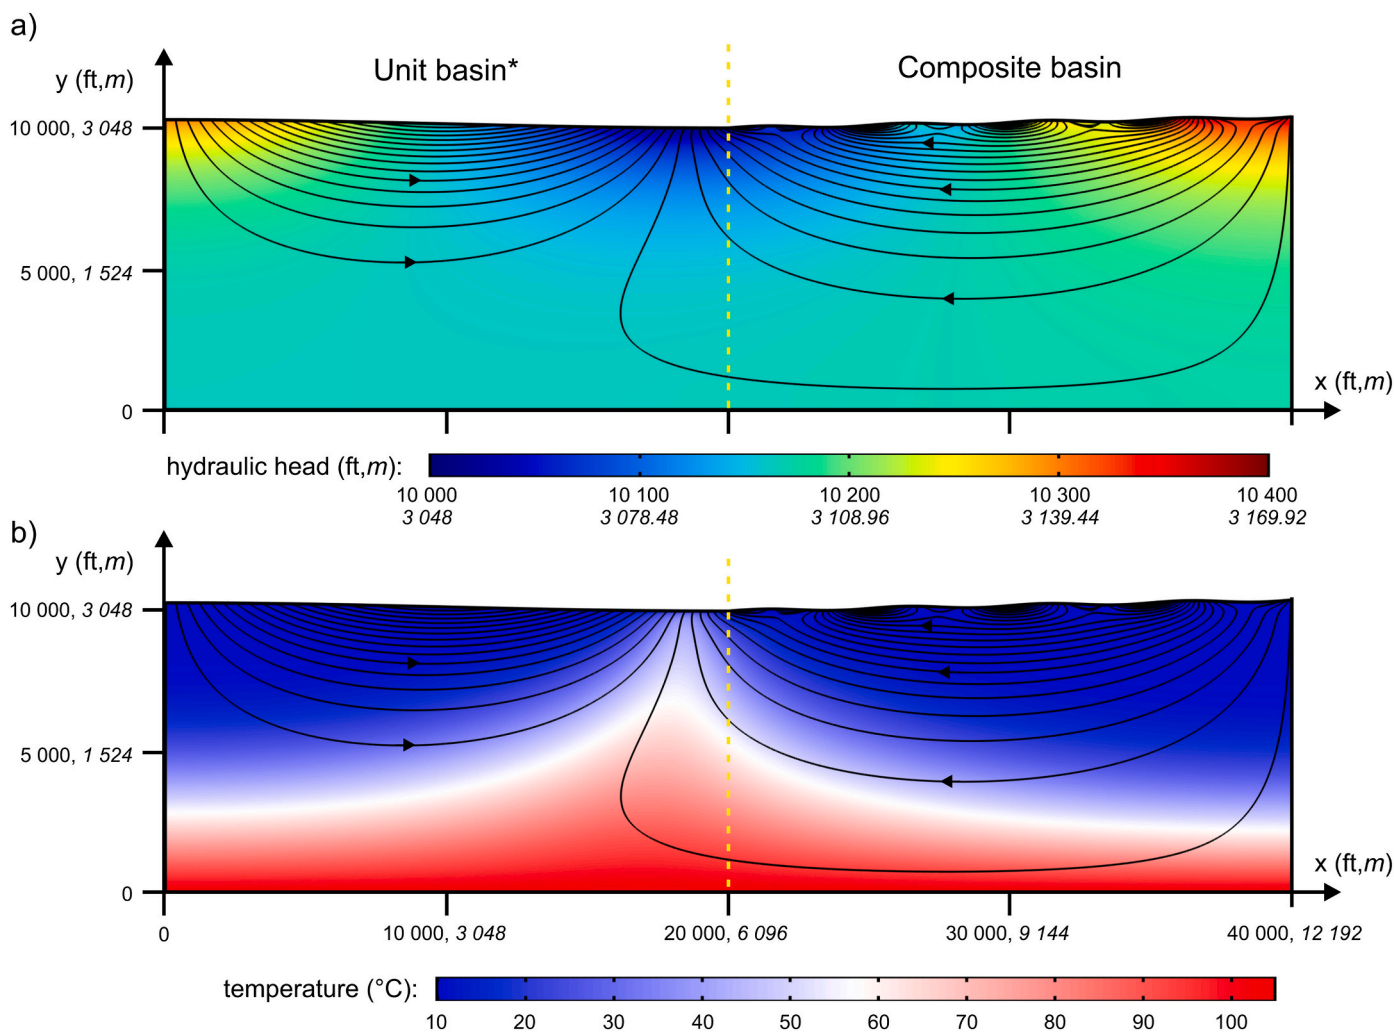 a)
y (ft,m)
Unit basin*
Composite basin
10 000, 3 048
5 000, 1 524
x (ft,m)
0
hydraulic head (ft,m):
10 000
10 100
10 200
10 300
10 400
3 048
3 078.48
3 108.96
3 139.44
3 169.92
b)
y (ft,m)
10 000, 3 048
5 000, 1 524
x (ft,m)
0
0
10 000, 3 048
20 000, 6 096
30 000, 9 144
40 000, 12 192
temperature (°C):
10
20
30
40
50
60
70
80
90
100